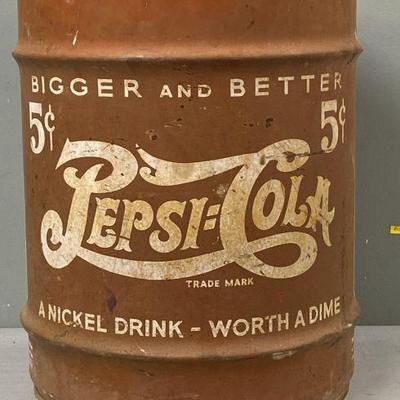 BIGGER AND BETTER
5¢ 5¢
PEPSI=COLA
TRADE MARK
A NICKEL DRINK - WORTH A DIME